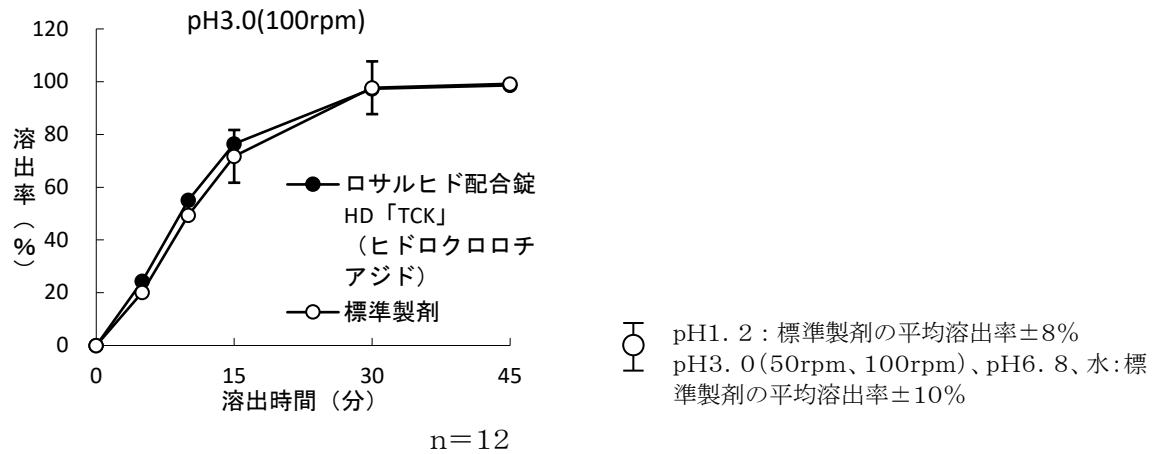 pH3.0(100rpm)
120
100
80
60
40
20
0
溶出率(%)
0
15
30
45
溶出時間（分）
ロサルヒド配合錠
HD「TCK」
（ヒドロクロロチ
アジド）
標準製剤
n＝12
pH1.2：標準製剤の平均溶出率±8%
pH3.0(50rpm、100rpm)、pH6.8、水:標
準製剤の平均溶出率±10%